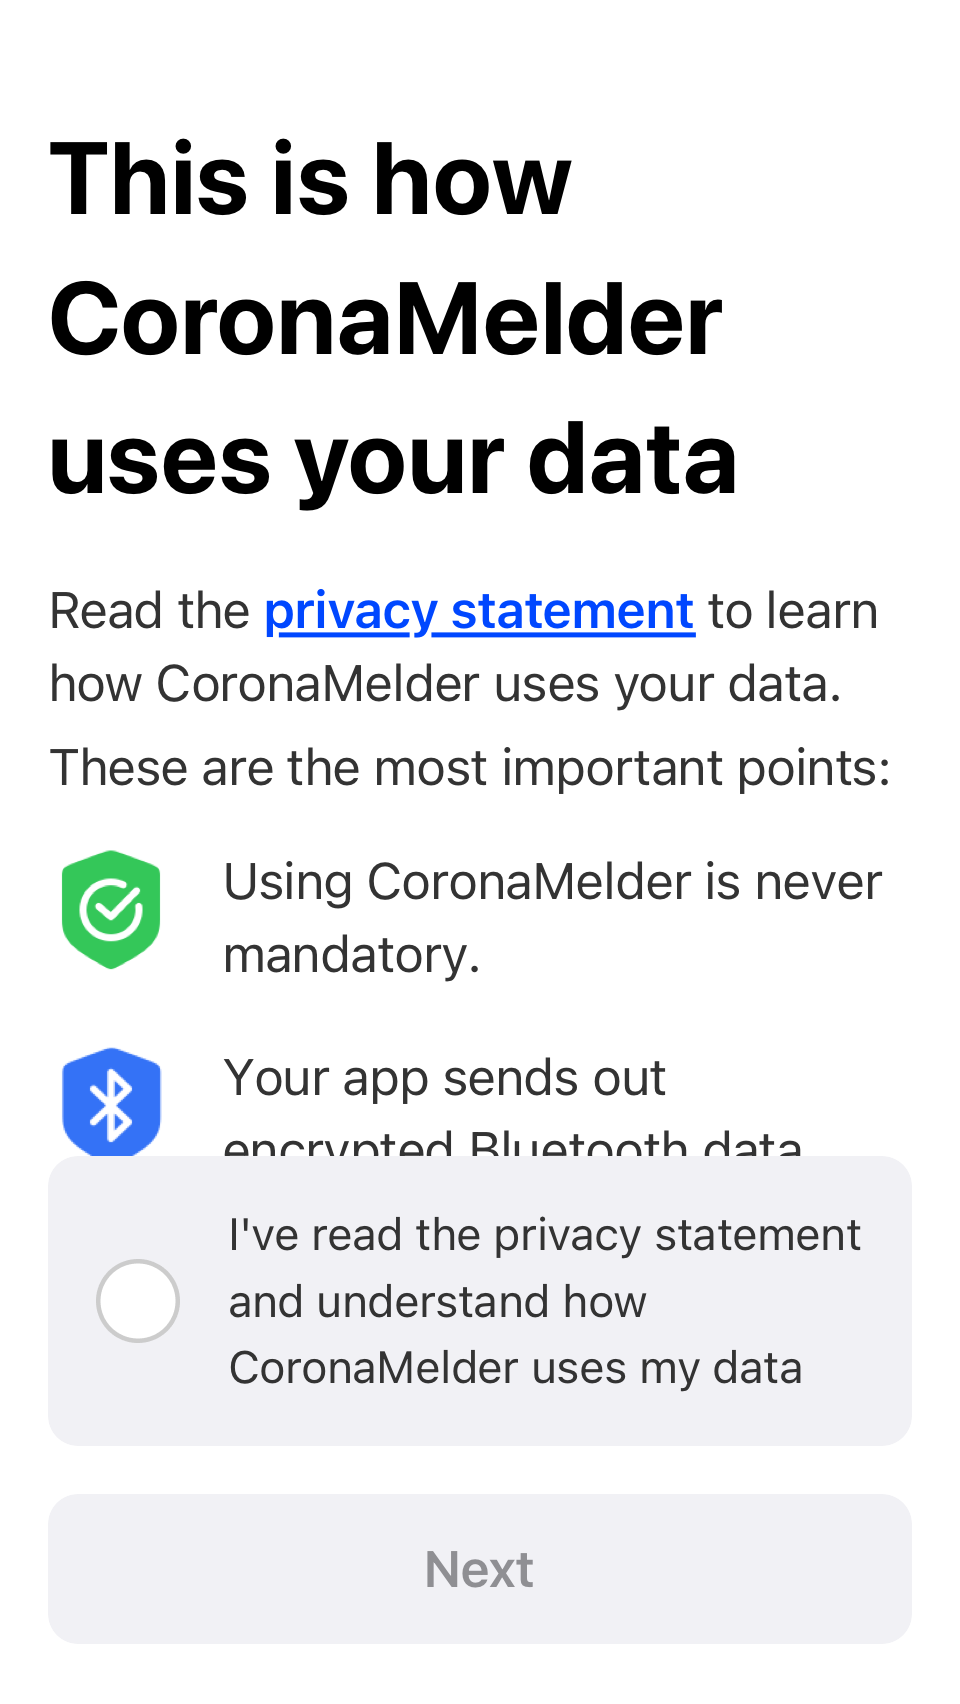 This is how
CoronaMelder
uses your data
Read the privacy statement to learn
how CoronaMelder uses your data.
These are the most important points:
Using CoronaMelder is never
mandatory.
Your app sends out
encrypted Bluetooth data
I've read the privacy statement
and understand how
CoronaMelder uses my data
Next